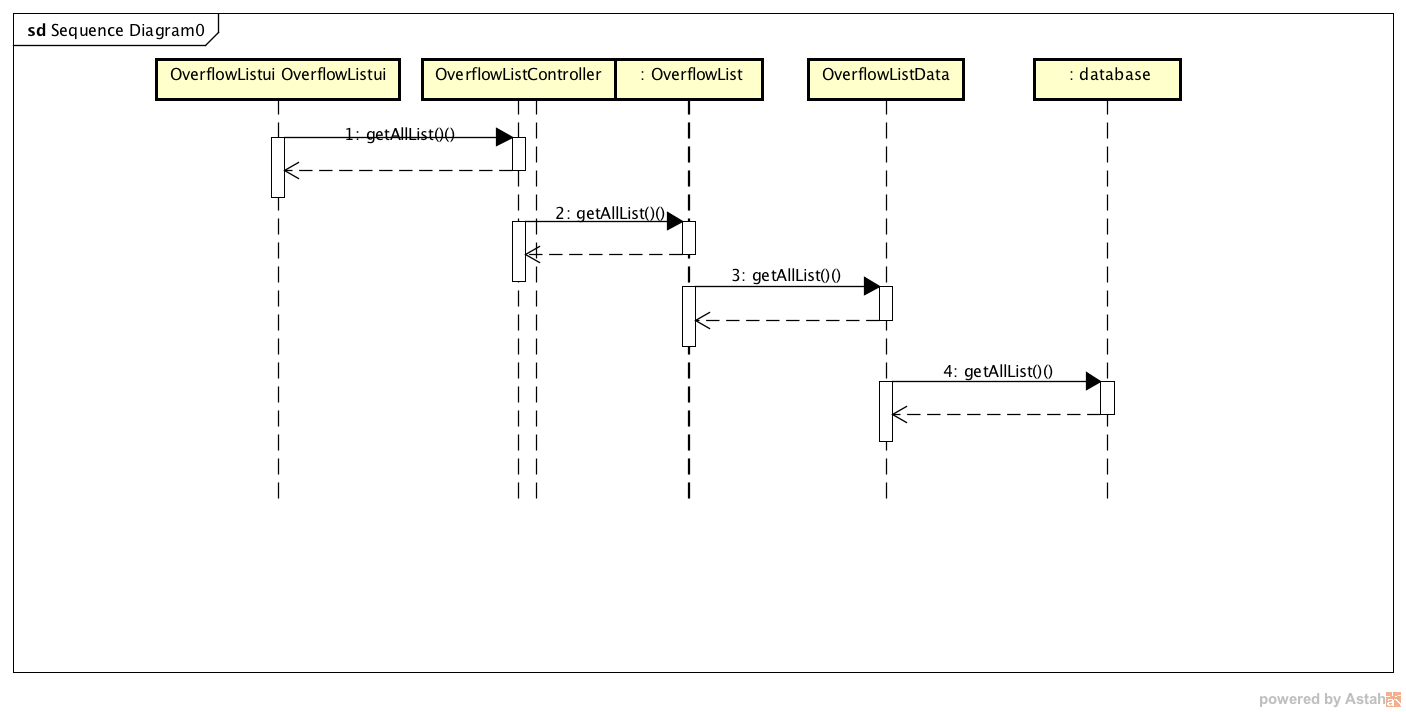 sd Sequence Diagram0
OverflowListui OverflowListui
OverflowListController
: OverflowList
OverflowListData
: database
1: getAllList()()
2: getAllList()()
3: getAllList()()
4: getAllList()()
powered by Astah